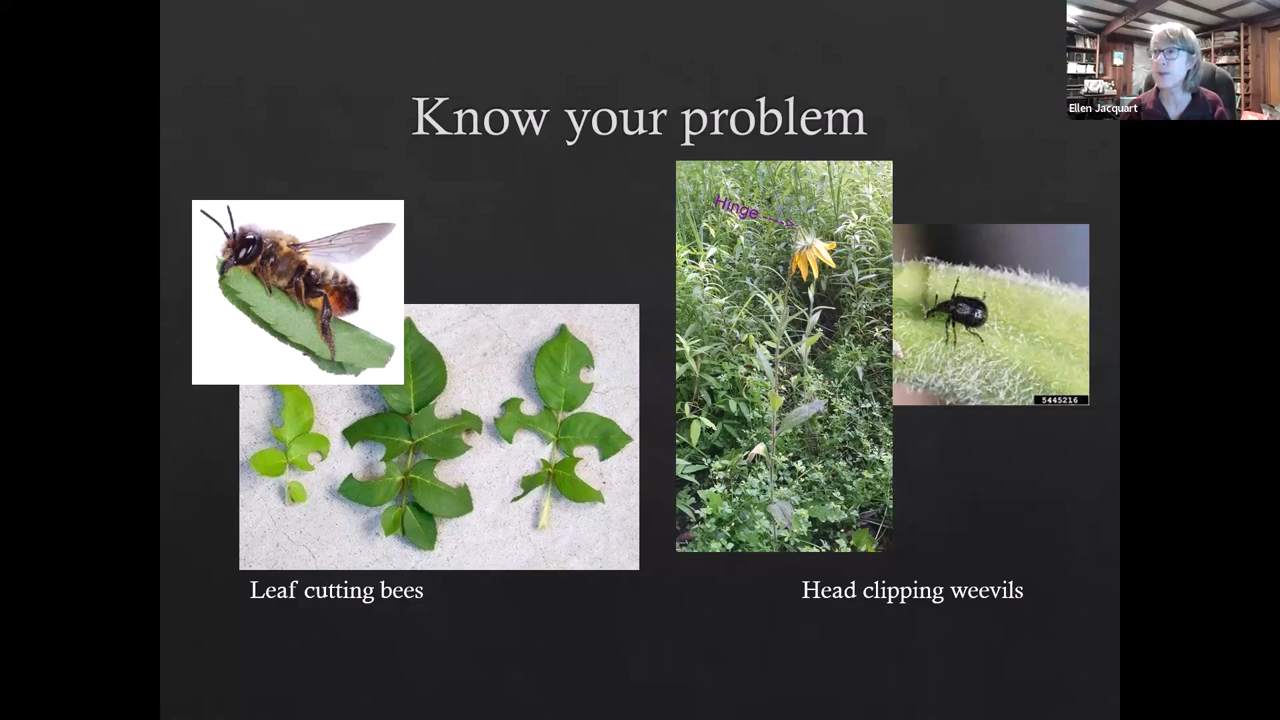 Ellen Jacquart
Know your problem
Hinge
5445216
Leaf cutting bees
Head clipping weevils